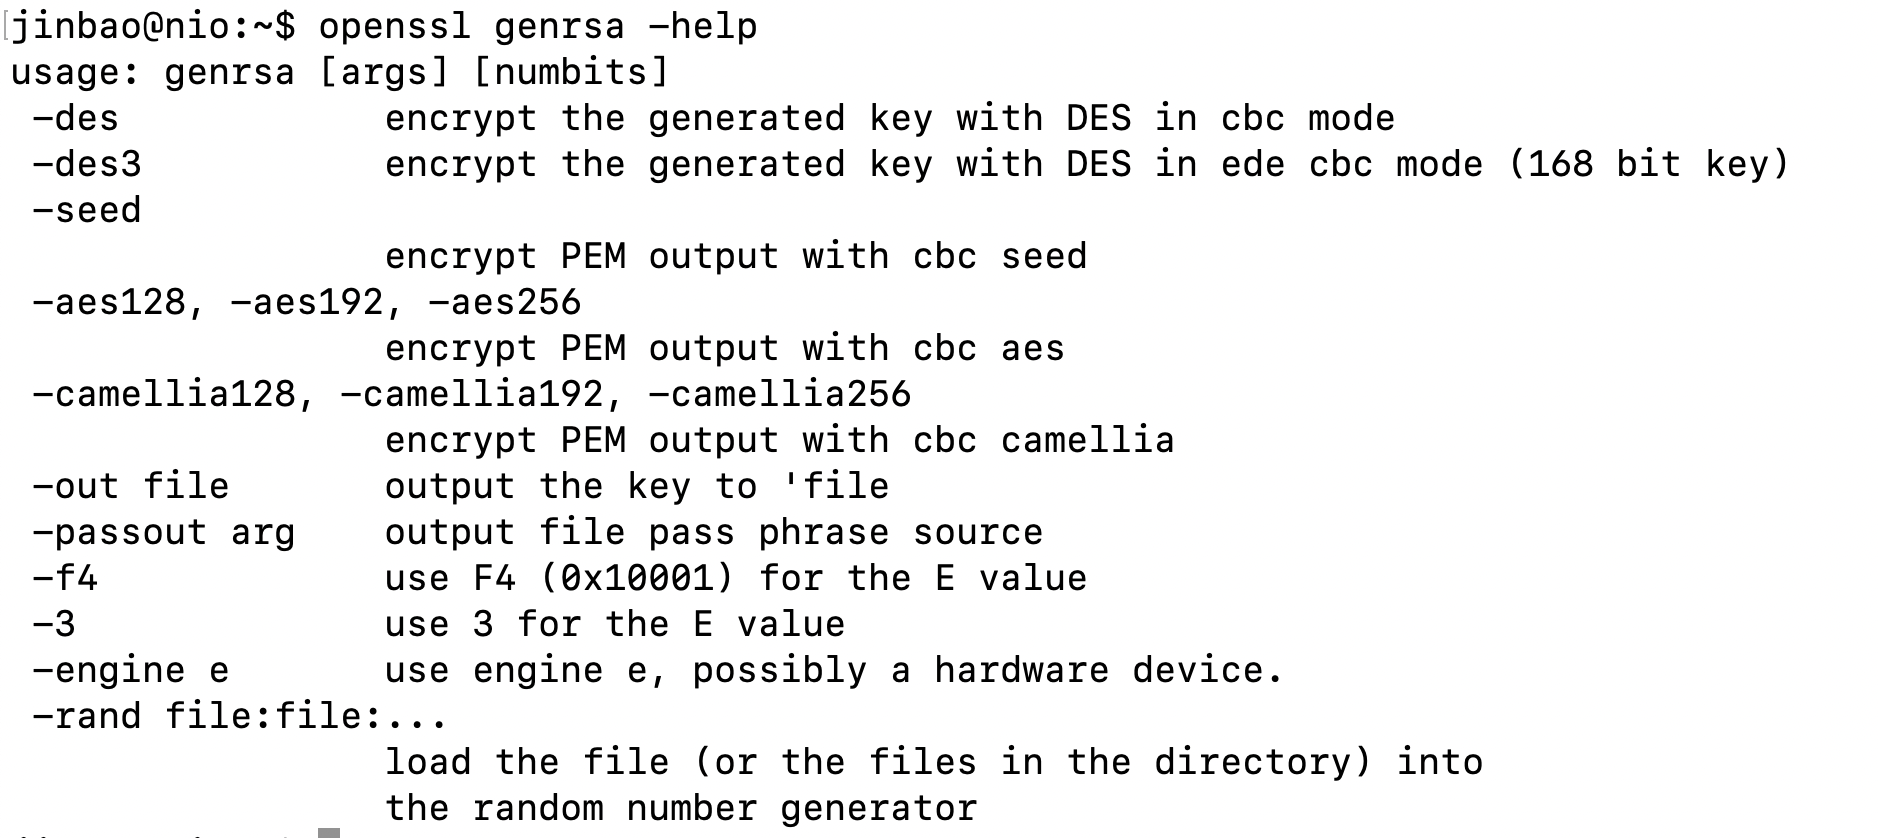 jinbao@nio:~$ openssl genrsa -help
usage: genrsa [args] [numbits]
 -des            encrypt the generated key with DES in cbc mode
 -des3           encrypt the generated key with DES in ede cbc mode (168 bit key)
 -seed
                 encrypt PEM output with cbc seed
 -aes128, -aes192, -aes256
                 encrypt PEM output with cbc aes
 -camellia128, -camellia192, -camellia256
                 encrypt PEM output with cbc camellia
 -out file       output the key to 'file
 -passout arg    output file pass phrase source
 -f4             use F4 (0x10001) for the E value
 -3              use 3 for the E value
 -engine e       use engine e, possibly a hardware device.
 -rand file:file:...
                 load the file (or the files in the directory) into
                 the random number generator